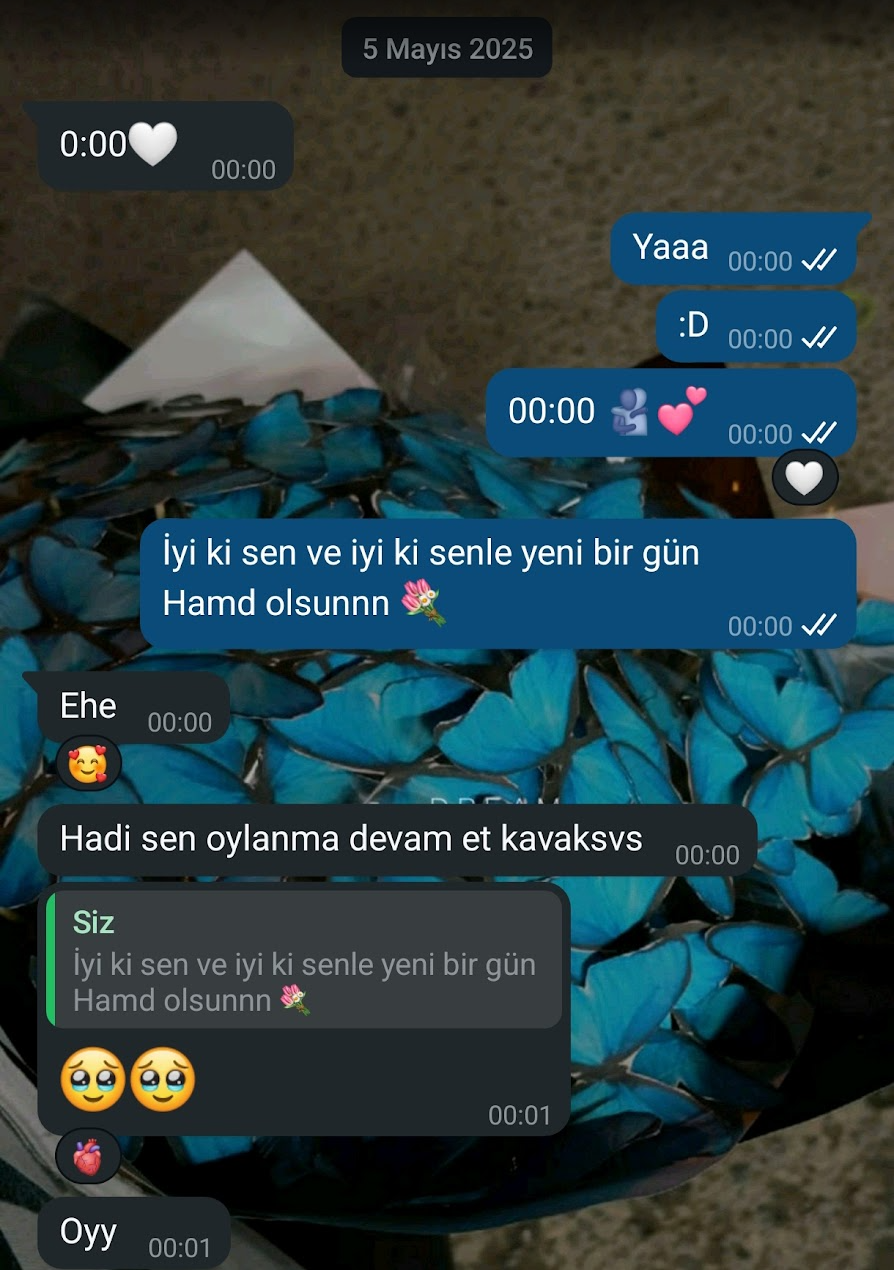 5 Mayıs 2025
0:00🤍
00:00
Yaaa
00:00
:D
00:00
00:00 🫂💕
00:00
🤍
İyi ki sen ve iyi ki senle yeni bir gün
Hamd olsunnn 💐
00:00
Ehe
00:00
🥰
Hadi sen oylanma devam et kavaksvs
00:00
Siz
İyi ki sen ve iyi ki senle yeni bir gün
Hamd olsunnn 💐
🥹🥹
00:01
🫀
Oyy
00:01